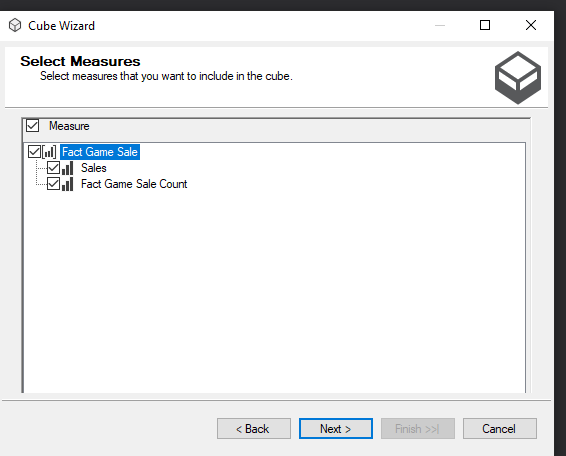 Cube Wizard
Select Measures
Select measures that you want to include in the cube.
Measure
Fact Game Sale
Sales
Fact Game Sale Count
< Back
Next >
Finish >>|
Cancel